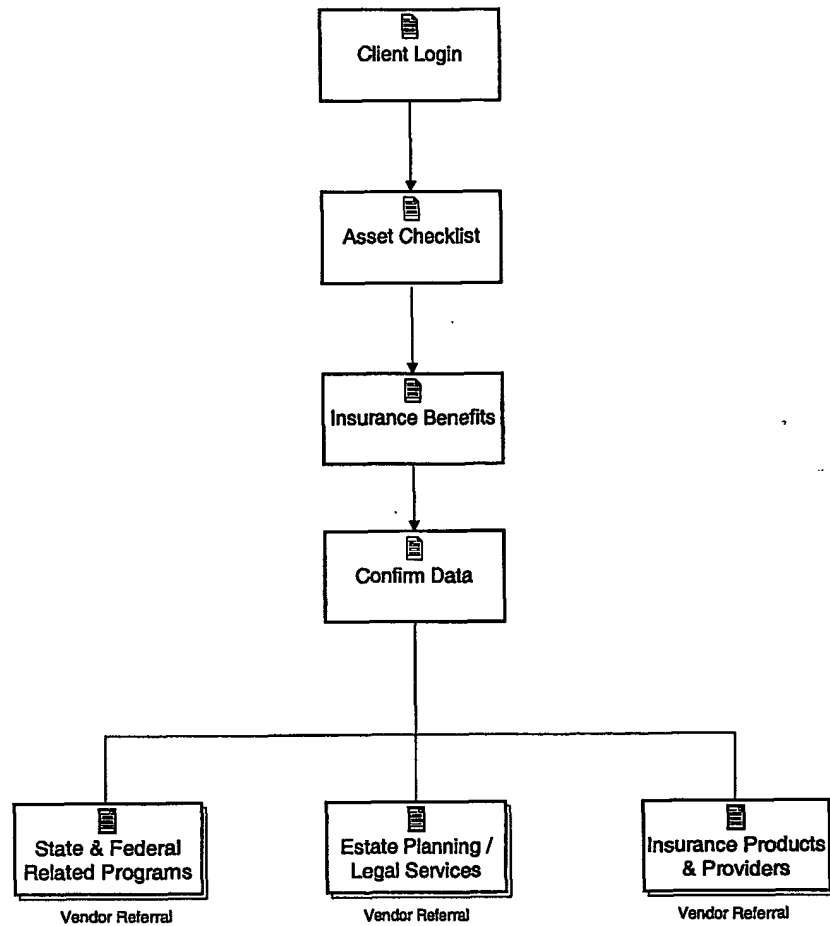 Client Login
Asset Checklist
Insurance Benefits
Confirm Data
State & Federal
Related Programs
Vendor Referral
Estate Planning /
Legal Services
Vendor Referral
Insurance Products
& Providers
Vendor Referral